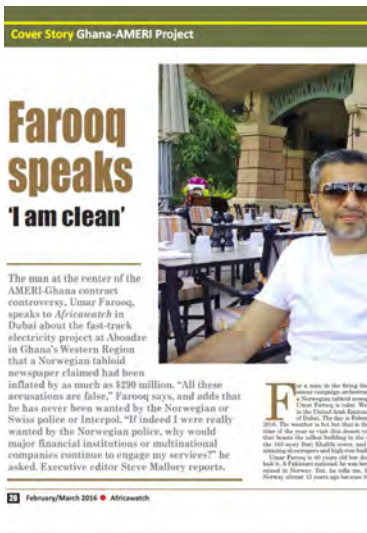 Cover Story Ghana-AMERI Project
Farooq
speaks
'I am clean'
The man at the center of the
AMERI-Ghana contract
controversy, Umar Farooq,
speaks to Africawatch in
Dubai about the fast-track
electricity project at Aboadze
in Ghana's Western Region
that a Norwegian tabloid
newspaper claimed had been
inflated by as much as $290 million. "All these
accusations are false," Farooq says, and adds that
he has never been wanted by the Norwegian or
Swiss police or Interpol. "If indeed I were really
wanted by the Norwegian police, why would
major financial institutions or multinational
companies continue to engage my services?" he
asked. Executive editor Steve Mallory reports.
For a man in the firing
a Norwegian tabloid
Umar Farooq is calm.
in the United Arab
of Dubai. The day is
2016. The weather is hot but that is the
time of the year to visit this desert
that boasts the tallest building in the
the 163-story Burj Khalifa tower, and
amazing skyscrapers and high-rise
Umar Farooq is 40 years old but
look it. A Pakistani national, he was
raised in Norway. But, he tells me,
Norway almost 12 years ago because
20 February/March 2016 ● Africawatch